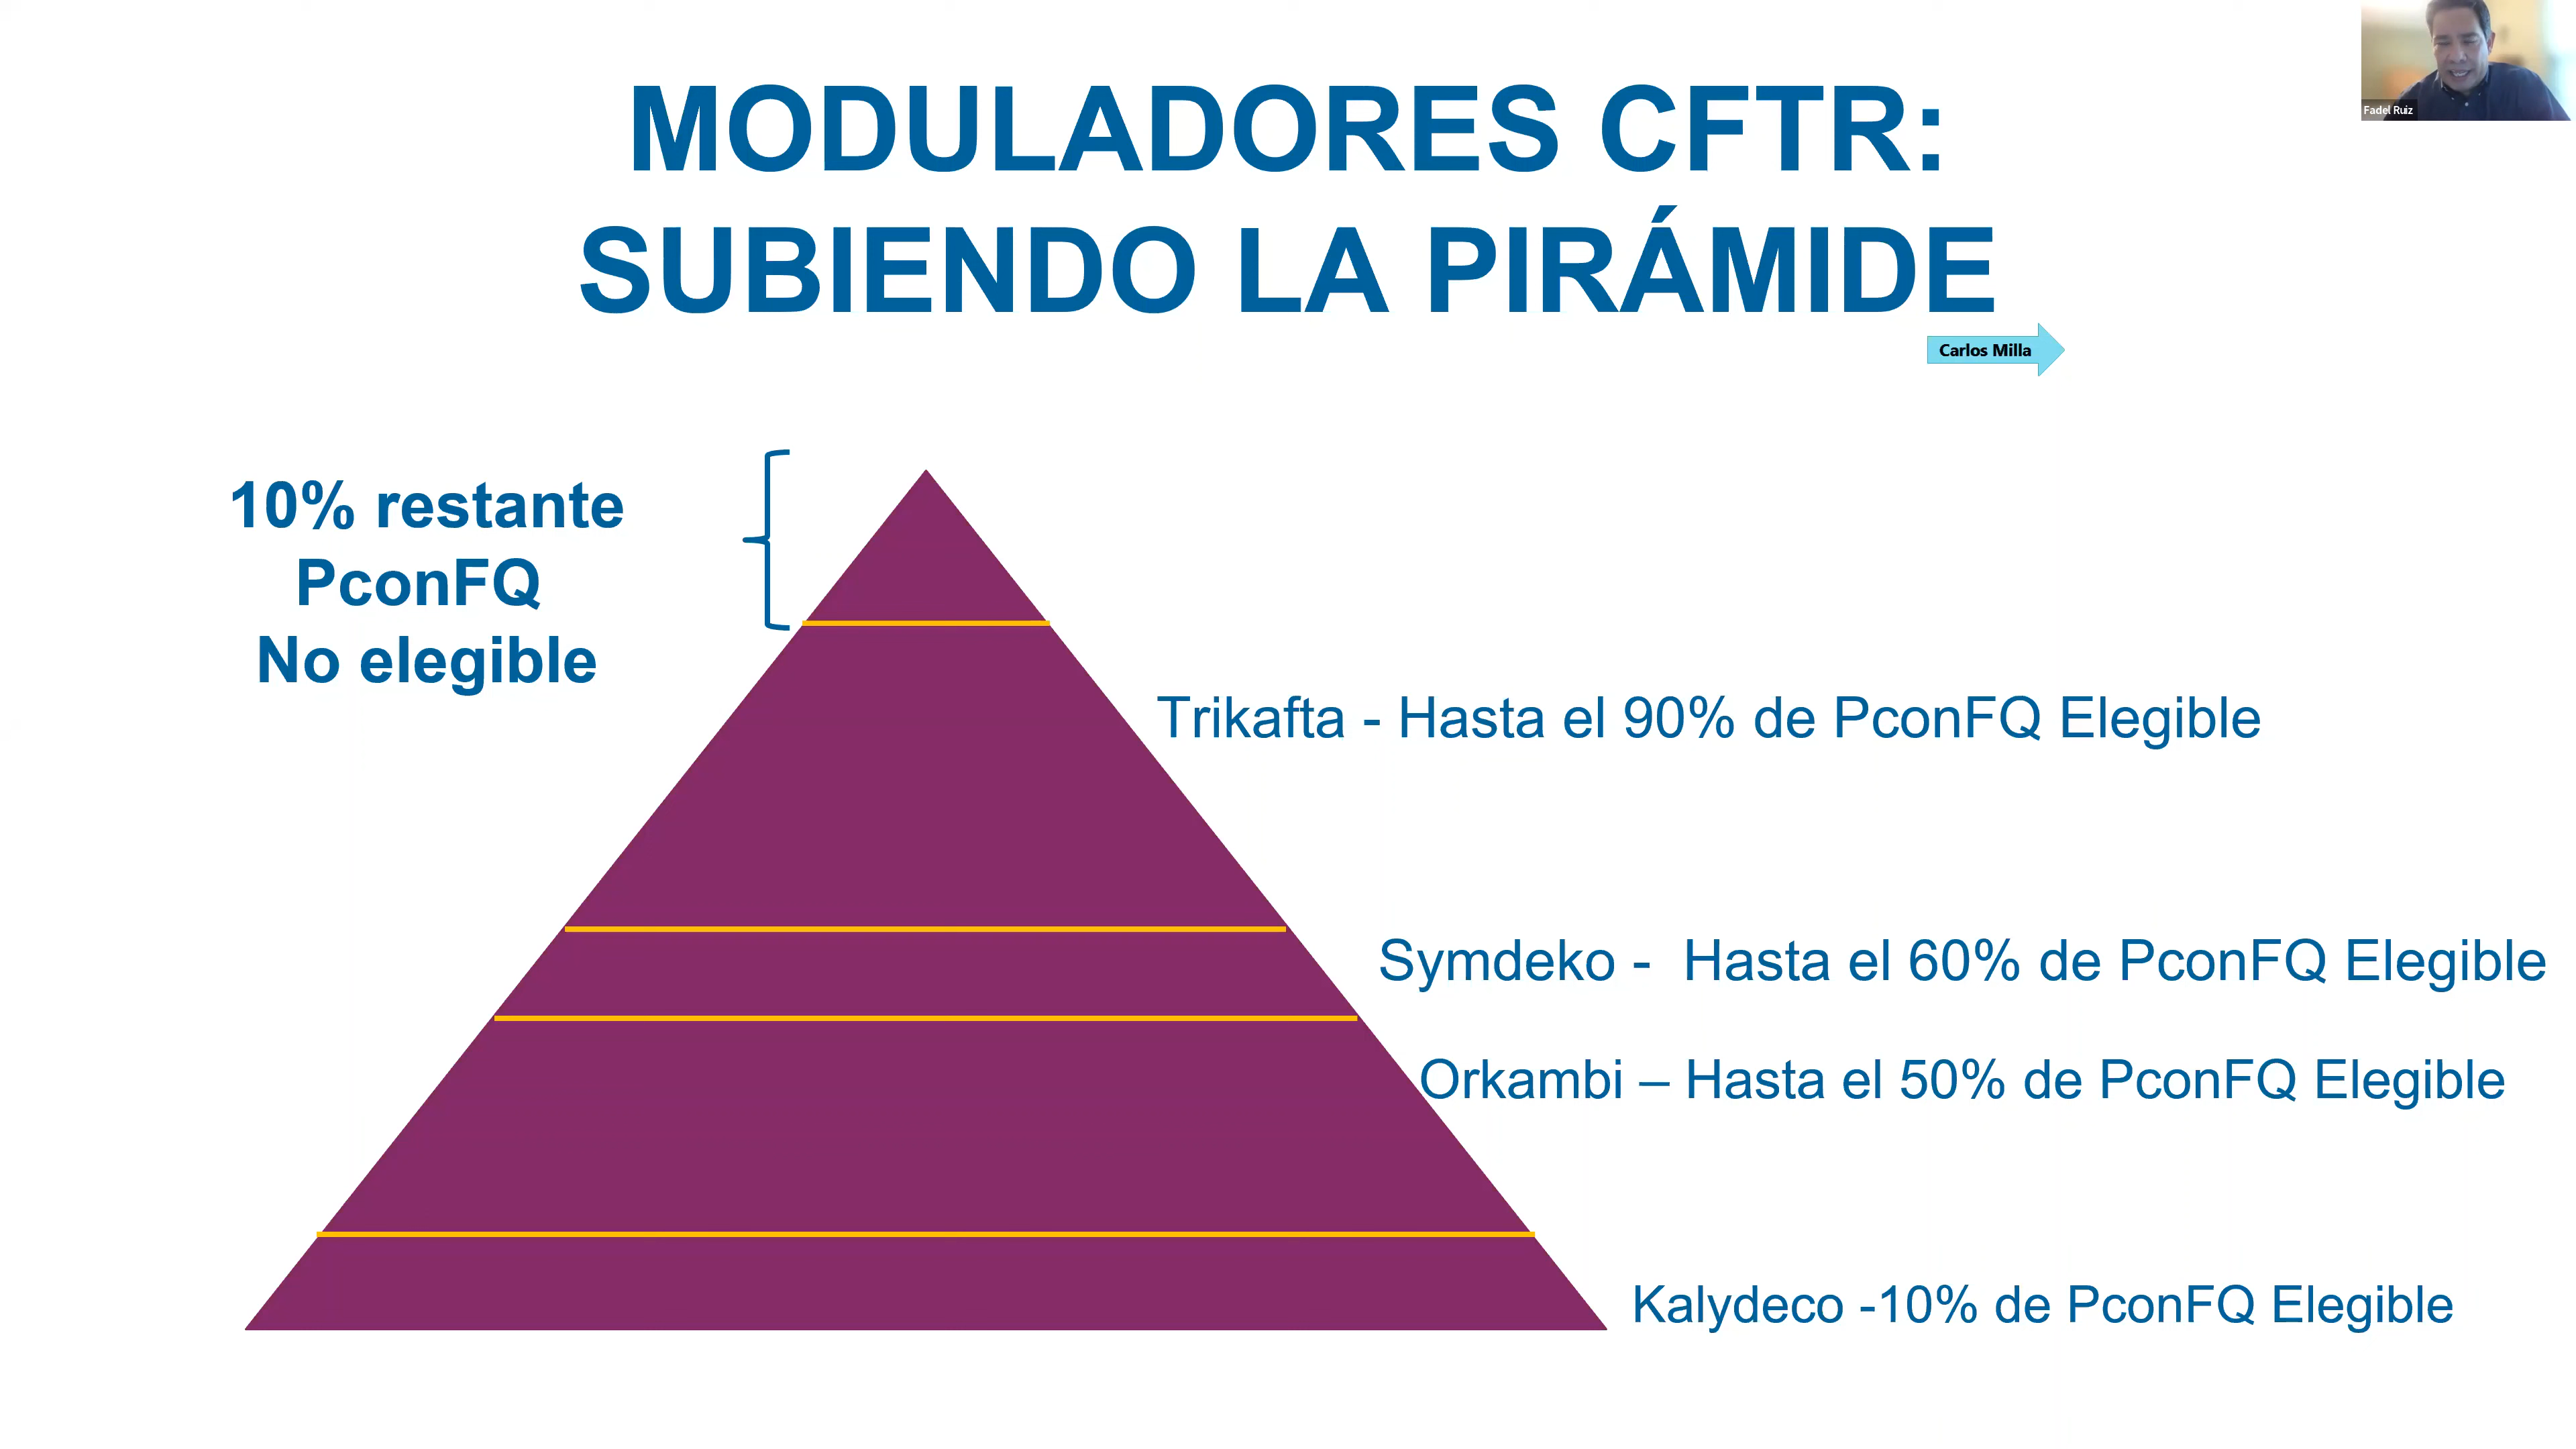 MODULADORES CFTR:
SUBIENDO LA PIRÁMIDE
Fadel Ruiz
Carlos Milla
10% restante
PconFQ
No elegible
Trikafta - Hasta el 90% de PconFQ Elegible
Symdeko - Hasta el 60% de PconFQ Elegible
Orkambi – Hasta el 50% de PconFQ Elegible
Kalydeco -10% de PconFQ Elegible